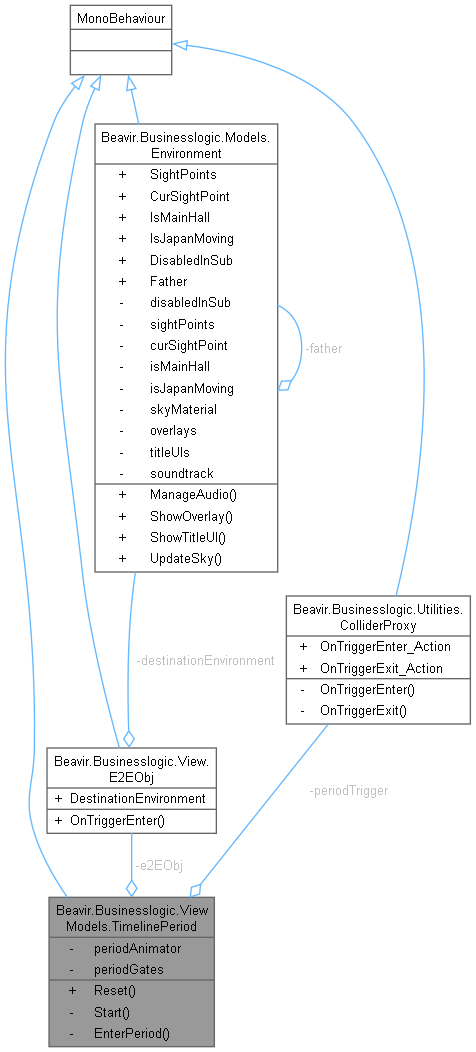 MonoBehaviour
Beavir.Businesslogic.Models.
Environment
+ SightPoints
+ CurSightPoint
+ IsMainHall
+ IsJapanMoving
+ DisabledInSub
+ Father
- disabledInSub
- sightPoints
- curSightPoint
- isMainHall
- isJapanMoving
- skyMaterial
- overlays
- titleUIs
- soundtrack
+ ManageAudio()
+ ShowOverlay()
+ ShowTitleUI()
+ UpdateSky()
-father
Beavir.Businesslogic.Utilities.
ColliderProxy
+ OnTriggerEnter_Action
+ OnTriggerExit_Action
- OnTriggerEnter()
- OnTriggerExit()
-destinationEnvironment
Beavir.Businesslogic.View.
E2EObj
+ DestinationEnvironment
+ OnTriggerEnter()
-periodTrigger
-e2EObj
Beavir.Businesslogic.View
Models.TimelinePeriod
- periodAnimator
- periodGates
+ Reset()
- Start()
- EnterPeriod()